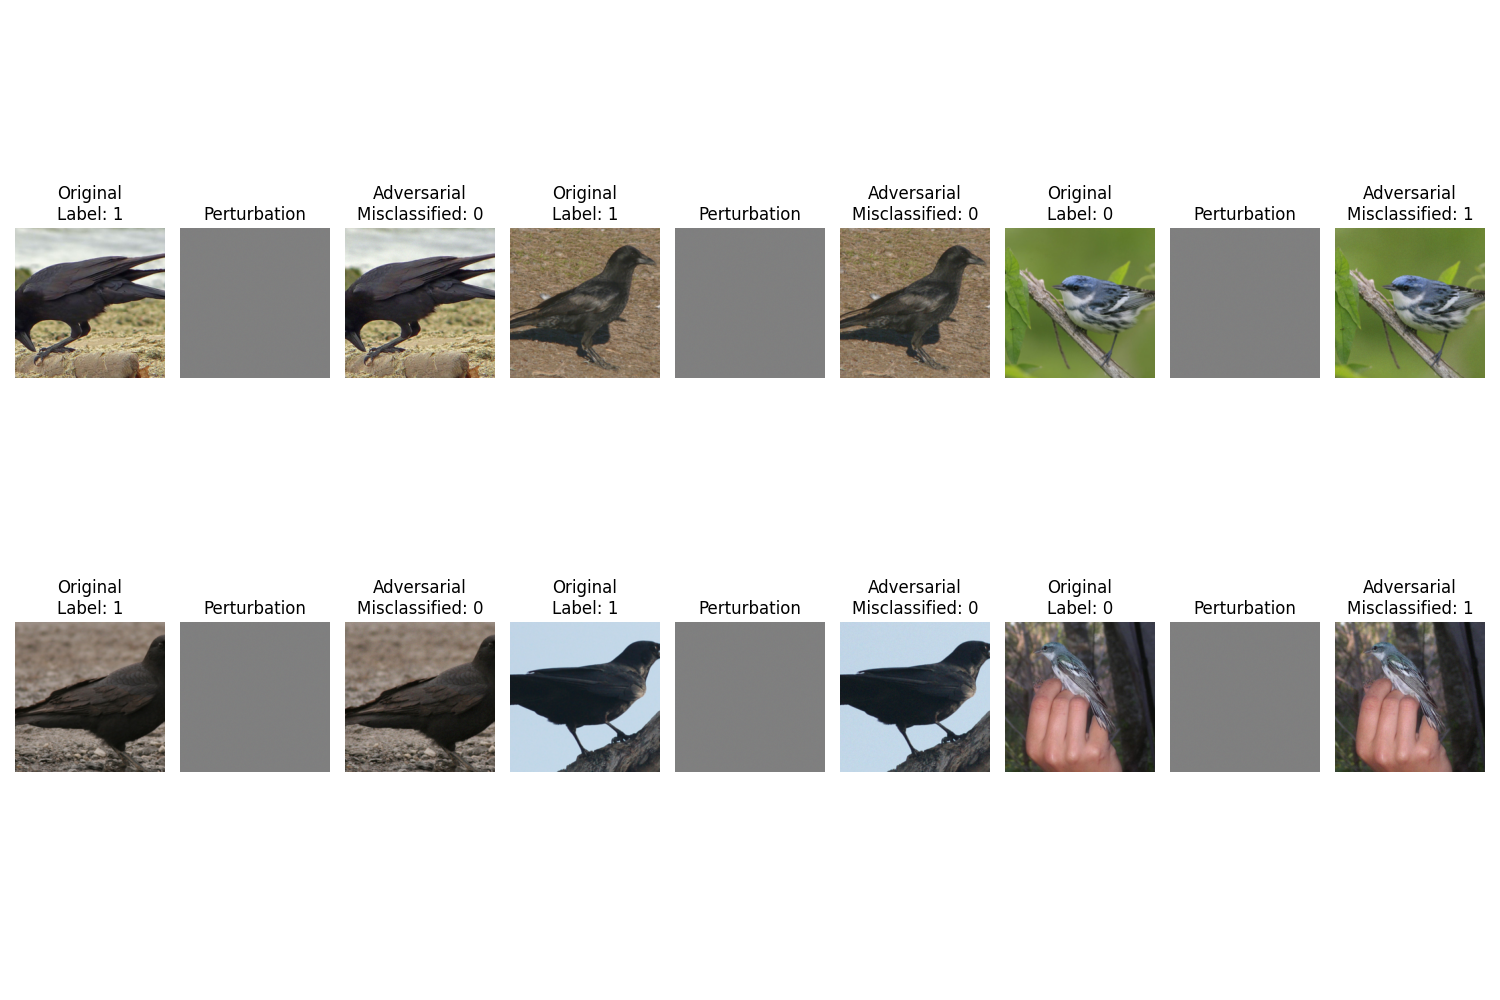 Original
Label: 1
Perturbation
Adversarial
Misclassified: 0
Original
Label: 1
Perturbation
Adversarial
Misclassified: 0
Original
Label: 0
Perturbation
Adversarial
Misclassified: 1
Original
Label: 1
Perturbation
Adversarial
Misclassified: 0
Original
Label: 1
Perturbation
Adversarial
Misclassified: 0
Original
Label: 0
Perturbation
Adversarial
Misclassified: 1